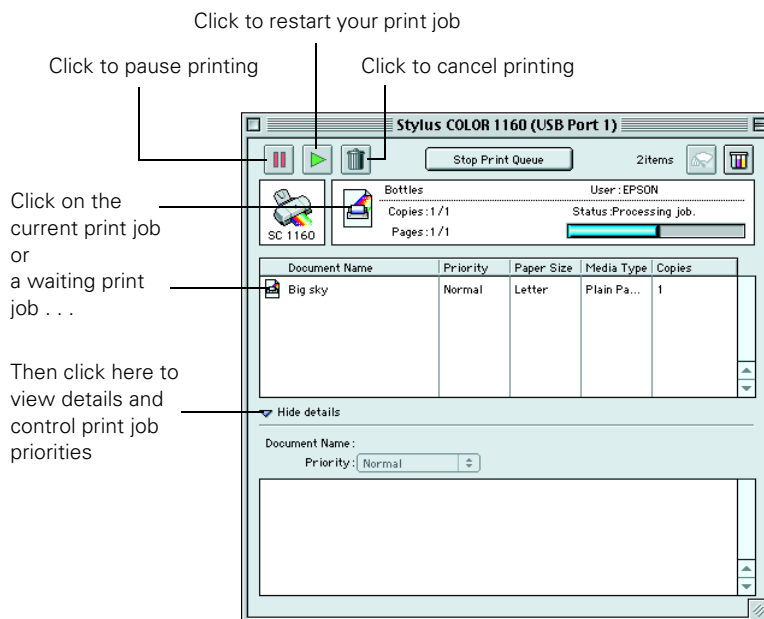 Click to restart your print job
Click to pause printing
Click to cancel printing
Stylus COLOR 1160 (USB Port 1)
Stop Print Queue
2items
SC 1160
Bottles
User:EPSON
Copies:1/1
Status:Processing job.
Pages:1/1
Click on the
current print job
or
a waiting print
job . . .
Document Name Priority Paper Size Media Type Copies
Big sky Normal Letter Plain Pa... 1
Then click here to
view details and
control print job
priorities
Hide details
Document Name:
Priority: Normal